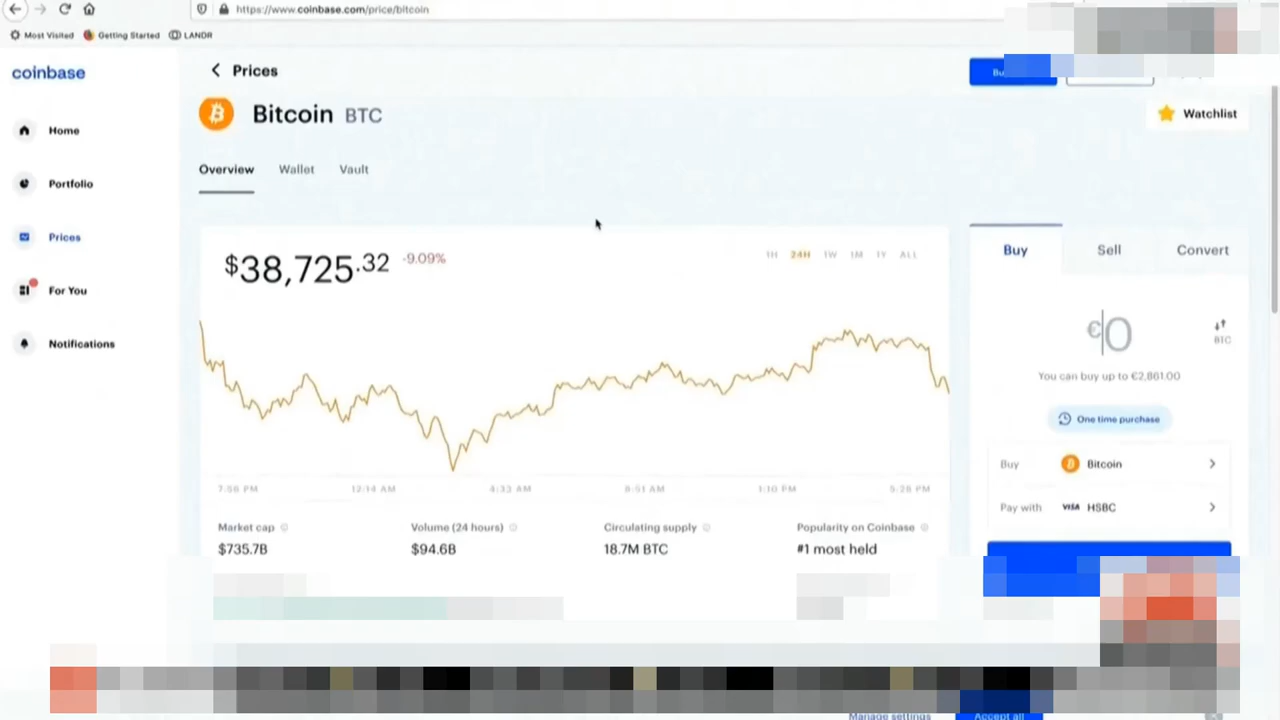 https://www.coinbase.com/price/bitcoin
Most Visited Getting Started LANDR
coinbase
Prices
Bu
Bitcoin BTC
Watchlist
Home
Overview Wallet Vault
Portfolio
Prices
For You
Notifications
$38,725.32 -9.09%
1H 24H 1W 1M 1Y ALL
Buy Sell Convert
€0
BTC
You can buy up to €2,861.00
One time purchase
Buy Bitcoin
Pay with VISA HSBC
7:56 PM 12:14 AM 4:33 AM 8:51 AM 1:10 PM 5:28 PM
Market cap Volume (24 hours) Circulating supply Popularity on Coinbase
$735.7B $94.6B 18.7M BTC #1 most held
Manage settings Accept all